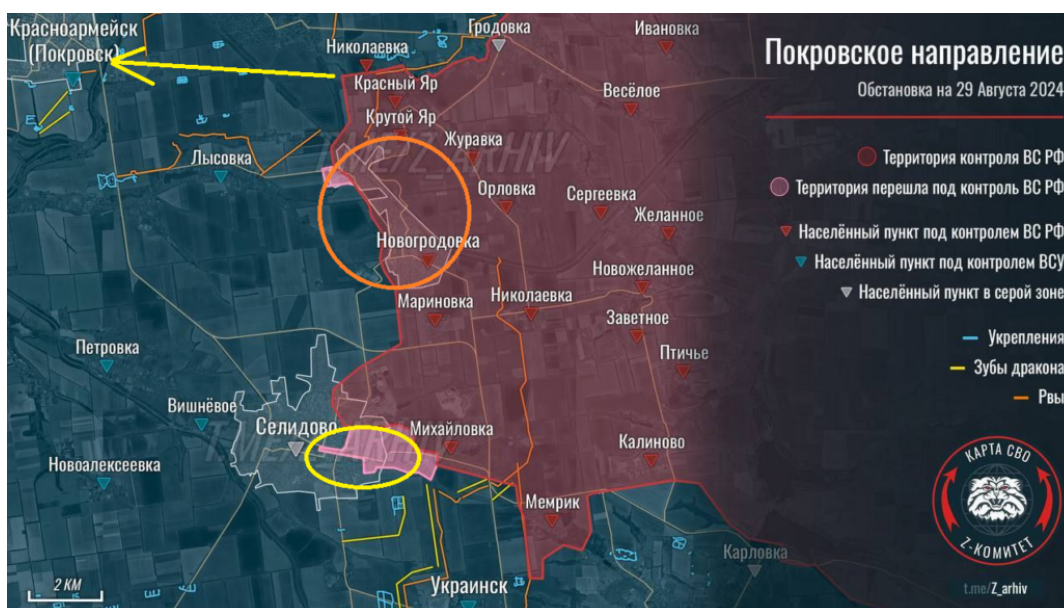 Красноармейск
(Покровск)
Гродовка
Ивановка
Николаевка
Красный Яр
Весёлое
Крутой Яр
Журавка
Лысовка
Орловка
Сергеевка
Желанное
Новогродовка
Новожеланное
Мариновка
Николаевка
Заветное
Петровка
Птичье
Вишнёвое
Селидово
Михайловка
Калиново
Новоалексеевка
Мемрик
Карловка
Украинск
2 КМ
Покровское направление
Обстановка на 29 Августа 2024
Территория контроля ВС РФ
Территория перешла под контроль ВС РФ
Населённый пункт под контролем ВС РФ
Населённый пункт под контролем ВСУ
Населённый пункт в серой зоне
Укрепления
Зубы дракона
Рвы
КАРТА СВО
Z-КОМИТЕТ
t.me/Z_arhiv